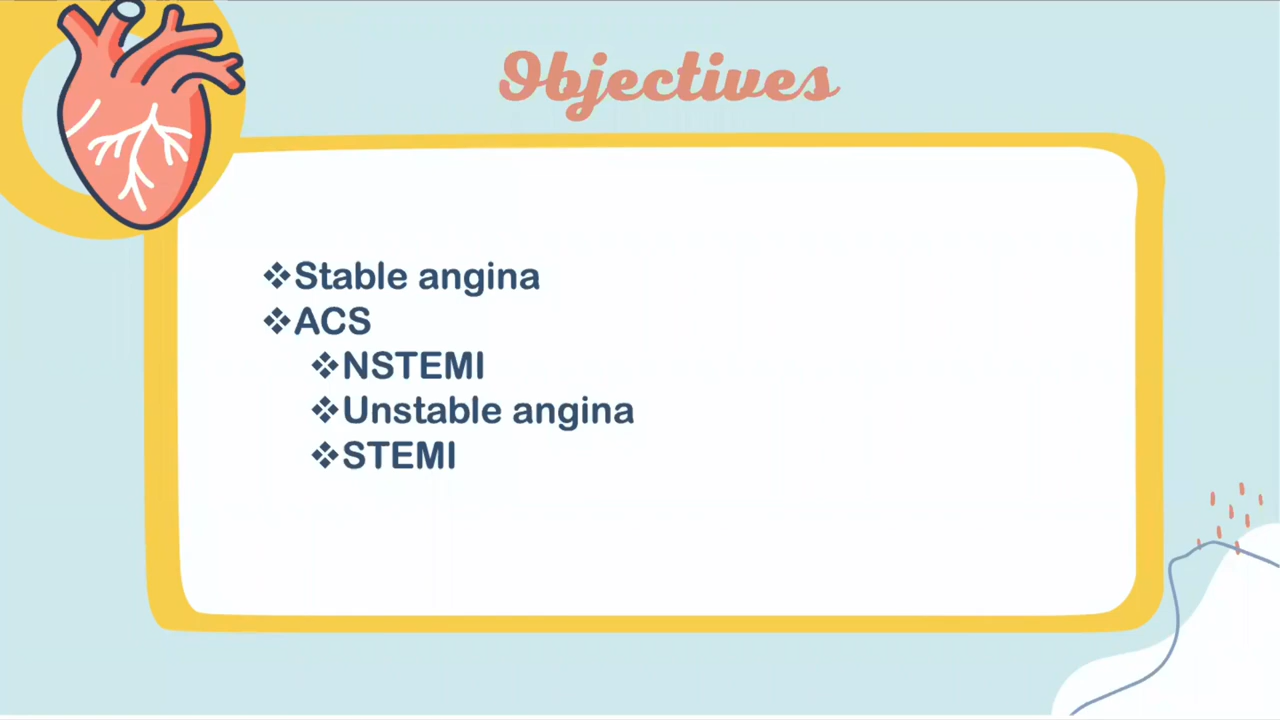 Objectives
❖Stable angina
❖ACS
❖NSTEMI
❖Unstable angina
❖STEMI